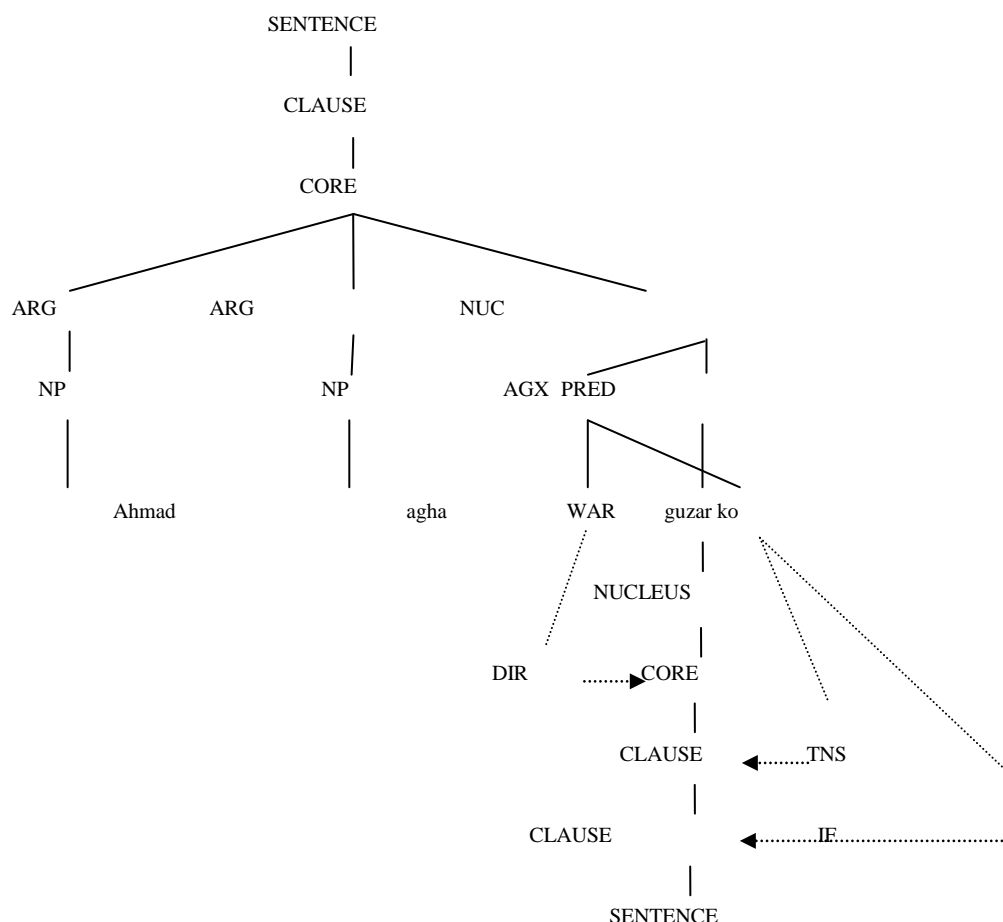 SENTENCE
CLAUSE
CORE
ARG ARG NUC
NP NP AGX PRED
Ahmad agha WAR guzar ko
NUCLEUS
DIR CORE
CLAUSE TNS
CLAUSE IF
SENTENCE